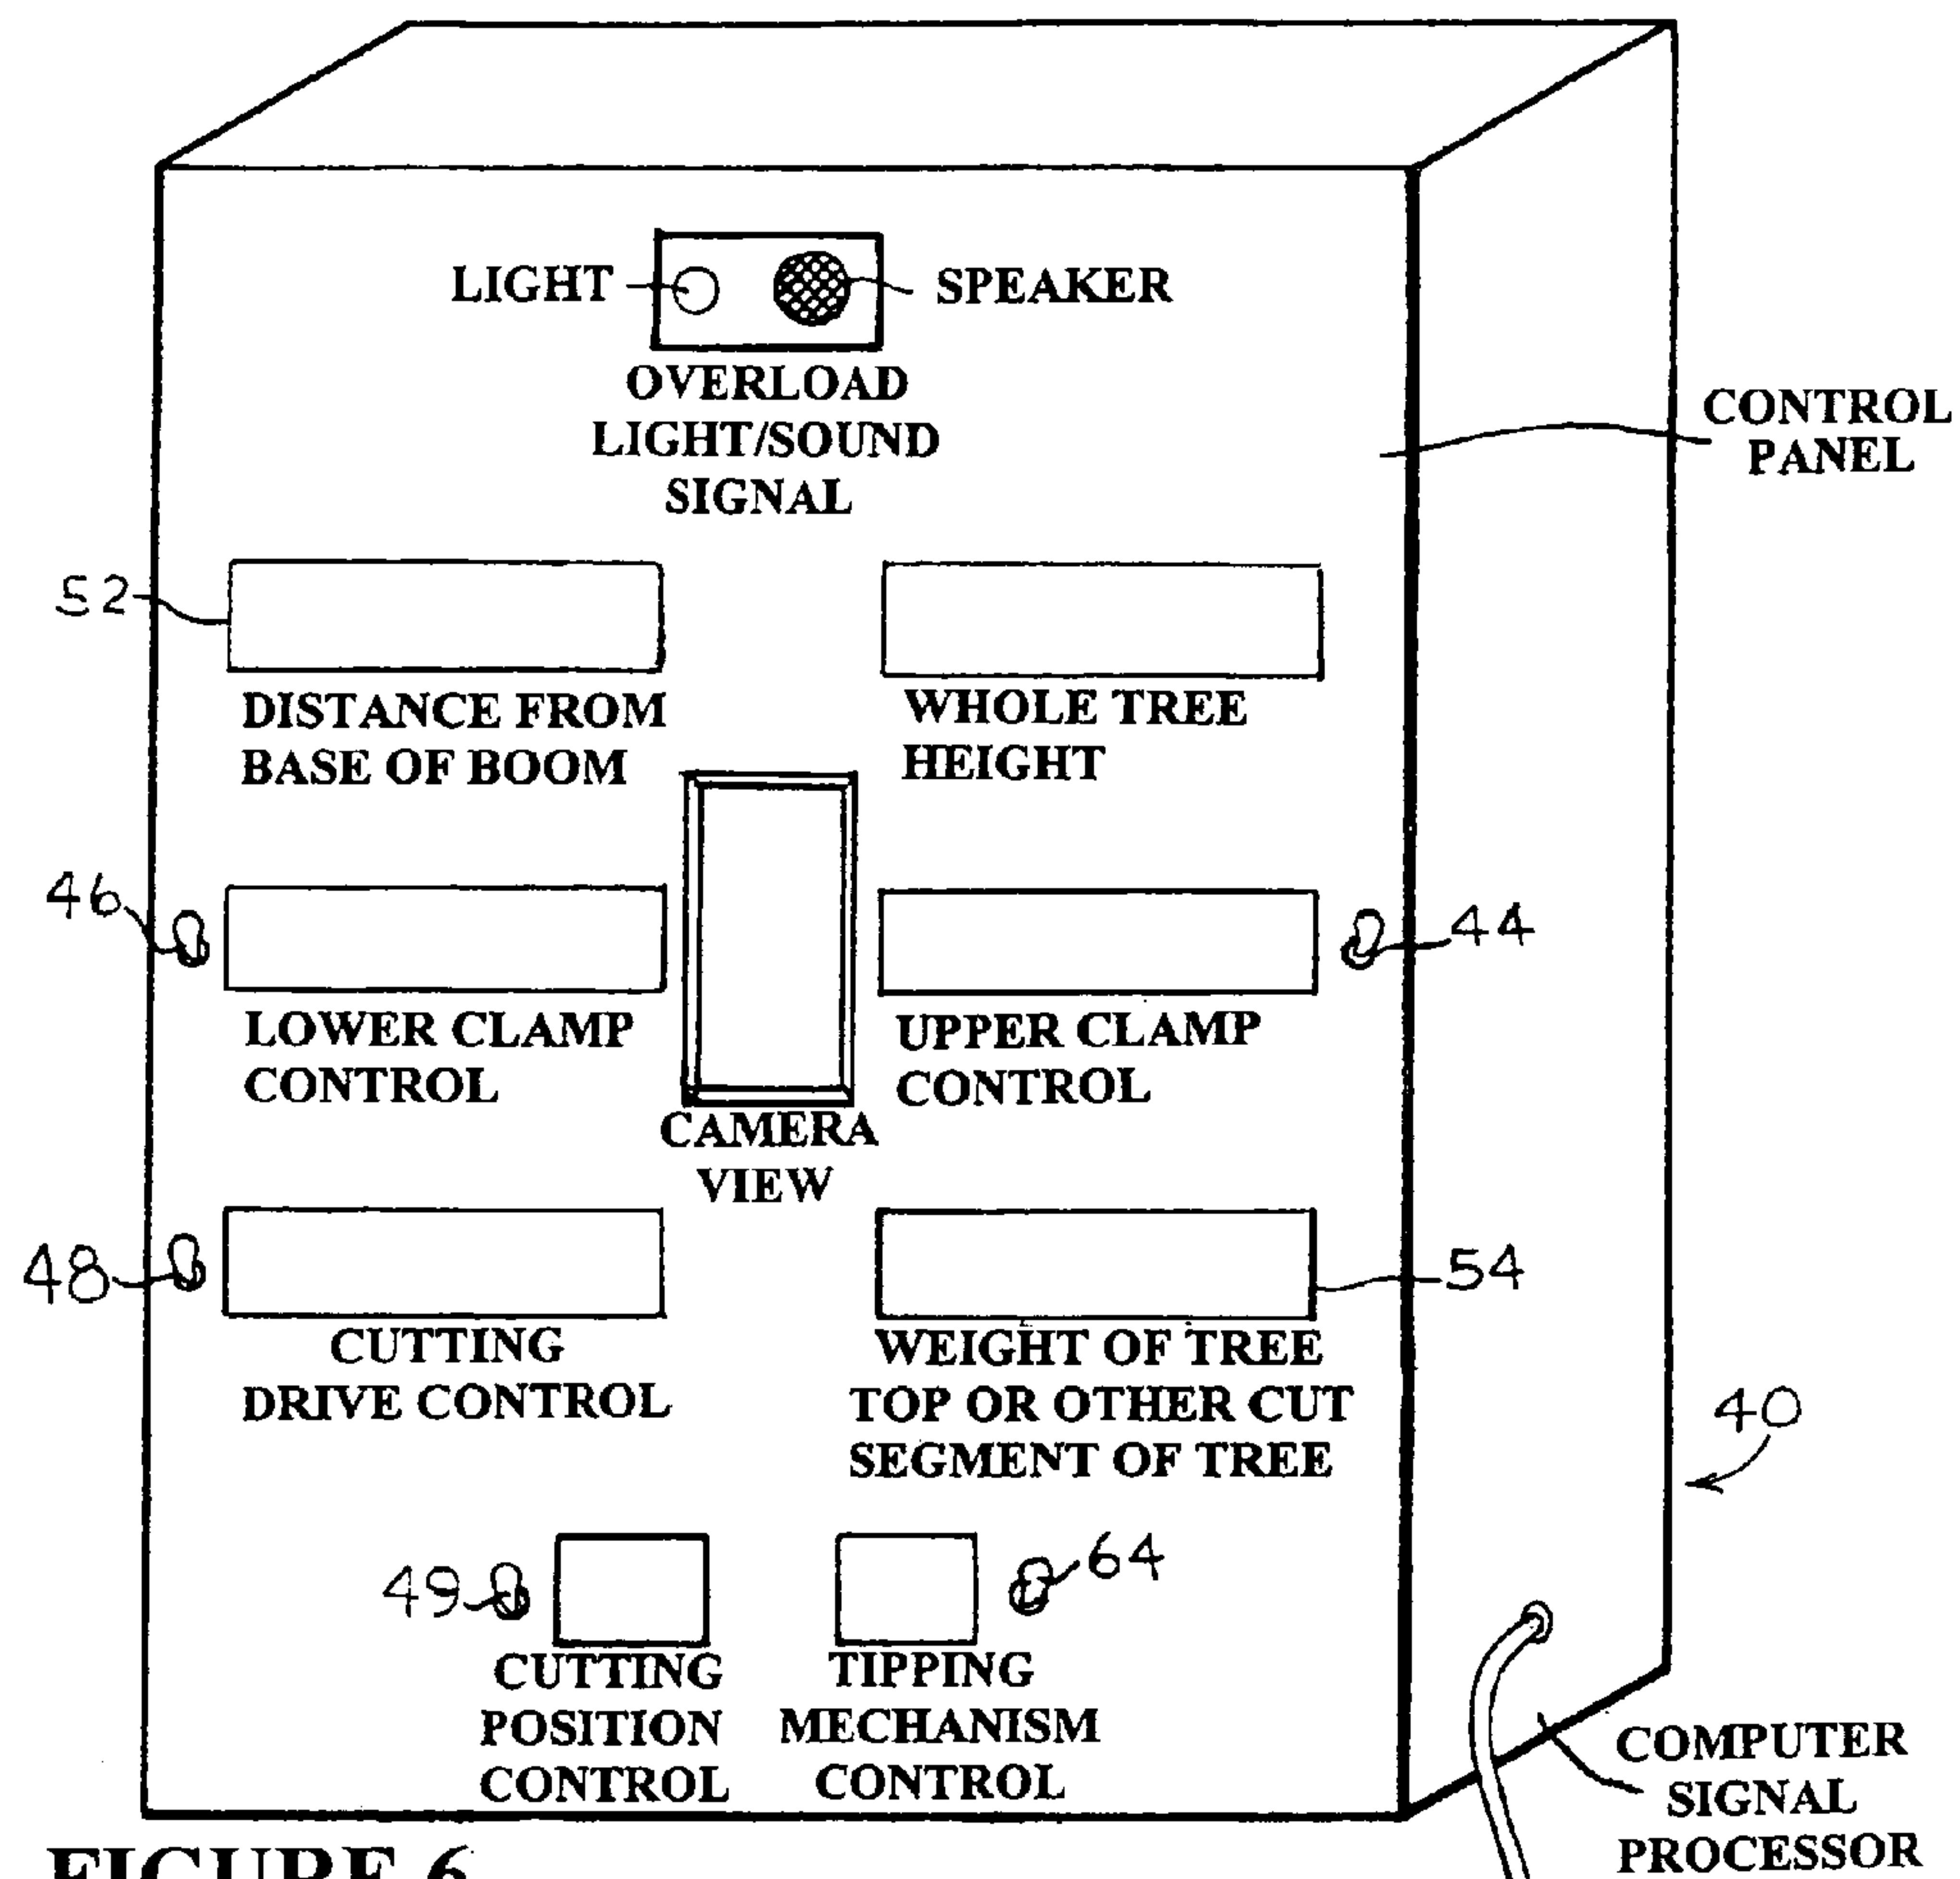 LIGHT
SPEAKER
OVERLOAD
LIGHT/SOUND
SIGNAL
CONTROL
PANEL
52
DISTANCE FROM
BASE OF BOOM
WHOLE TREE
HEIGHT
46
LOWER CLAMP
CONTROL
44
UPPER CLAMP
CONTROL
CAMERA
VIEW
48
CUTTING
DRIVE CONTROL
54
WEIGHT OF TREE
TOP OR OTHER CUT
SEGMENT OF TREE
40
49
CUTTING
POSITION
CONTROL
64
TIPPING
MECHANISM
CONTROL
COMPUTER
SIGNAL
PROCESSOR
FIGURE 6